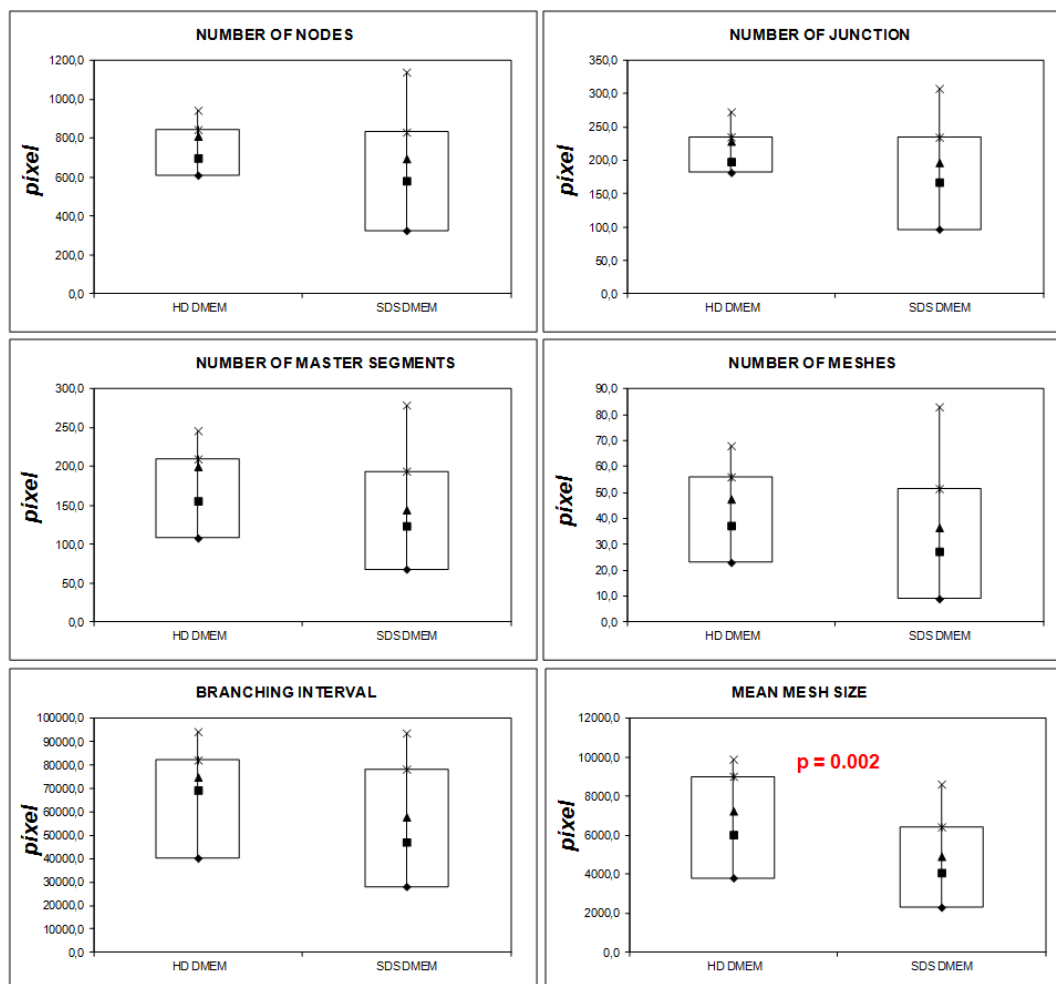 NUMBER OF NODES
1200,0
1000,0
800,0
600,0
400,0
200,0
0,0
pixel
HD DMEM
SDS DMEM
NUMBER OF JUNCTION
350,0
300,0
250,0
200,0
150,0
100,0
50,0
0,0
pixel
HD DMEM
SDS DMEM
NUMBER OF MASTER SEGMENTS
300,0
250,0
200,0
150,0
100,0
50,0
0,0
pixel
HD DMEM
SDS DMEM
NUMBER OF MESHES
90,0
80,0
70,0
60,0
50,0
40,0
30,0
20,0
10,0
0,0
pixel
HD DMEM
SDS DMEM
BRANCHING INTERVAL
100000,0
90000,0
80000,0
70000,0
60000,0
50000,0
40000,0
30000,0
20000,0
10000,0
0,0
pixel
HD DMEM
SDS DMEM
MEAN MESH SIZE
12000,0
10000,0
8000,0
6000,0
4000,0
2000,0
0,0
pixel
p = 0.002
HD DMEM
SDS DMEM